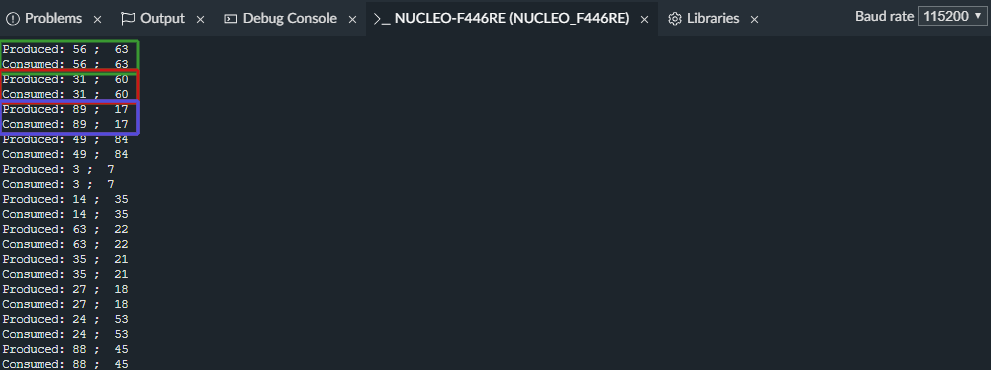 Problems × Output × Debug Console × >_ NUCLEO-F446RE (NUCLEO_F446RE) × Libraries × Baud rate 115200
Produced: 56 ;  63
Consumed: 56 ;  63
Produced: 31 ;  60
Consumed: 31 ;  60
Produced: 89 ;  17
Consumed: 89 ;  17
Produced: 49 ;  84
Consumed: 49 ;  84
Produced: 3 ;  7
Consumed: 3 ;  7
Produced: 14 ;  35
Consumed: 14 ;  35
Produced: 63 ;  22
Consumed: 63 ;  22
Produced: 35 ;  21
Consumed: 35 ;  21
Produced: 27 ;  18
Consumed: 27 ;  18
Produced: 24 ;  53
Consumed: 24 ;  53
Produced: 88 ;  45
Consumed: 88 ;  45